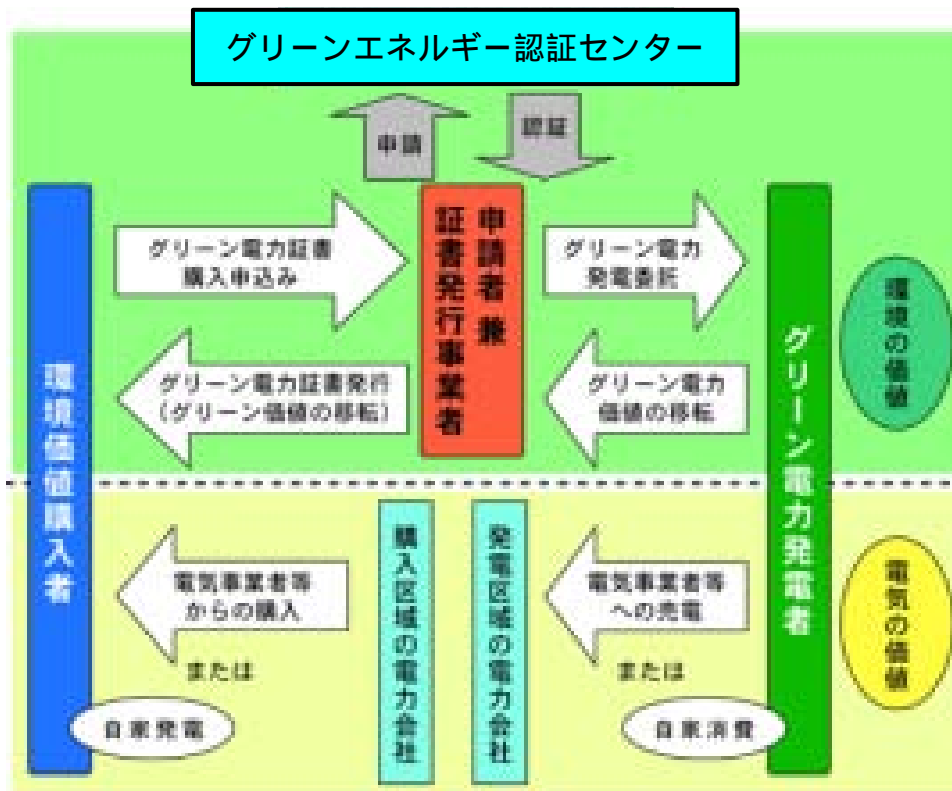 グリーンエネルギー認証センター
申請
認証
環境価値購入者
グリーン電力証書
購入申込み
申請者 兼
証書発行事業者
グリーン電力
発電委託
グリーン電力発電者
環境の価値
グリーン電力証書発行
(グリーン価値の移転)
グリーン電力
価値の移転
電気事業者等
からの購入
または
自家発電
購入区域の電力会社
発電区域の電力会社
電気事業者等
への売電
または
自家消費
電気の価値